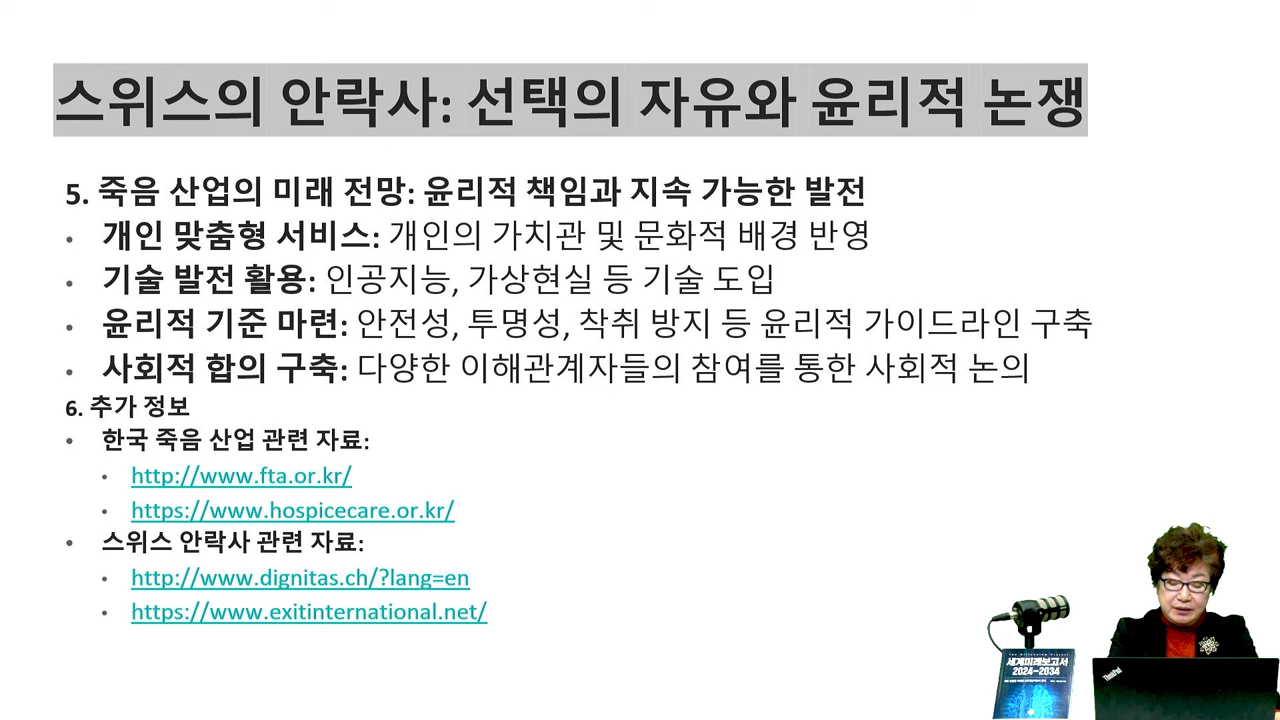 스위스의 안락사: 선택의 자유와 윤리적 논쟁
5. 죽음 산업의 미래 전망: 윤리적 책임과 지속 가능한 발전
• 개인 맞춤형 서비스: 개인의 가치관 및 문화적 배경 반영
• 기술 발전 활용: 인공지능, 가상현실 등 기술 도입
• 윤리적 기준 마련: 안전성, 투명성, 착취 방지 등 윤리적 가이드라인 구축
• 사회적 합의 구축: 다양한 이해관계자들의 참여를 통한 사회적 논의
6. 추가 정보
• 한국 죽음 산업 관련 자료:
• http://www.fta.or.kr/
• https://www.hospicecare.or.kr/
• 스위스 안락사 관련 자료:
• http://www.dignitas.ch/?lang=en
• https://www.exitinternational.net/
The Millennium Project
세계미래보고서
2024-2034
ThinkPad